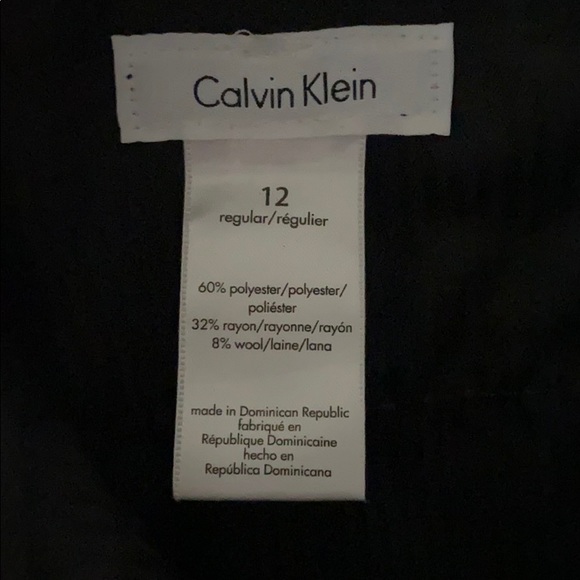 Calvin Klein
12
regular/régulier
60% polyester/polyester/
poliéster
32% rayon/rayonne/rayón
8% wool/laine/lana
made in Dominican Republic
fabriqué en
République Dominicaine
hecho en
República Dominicana